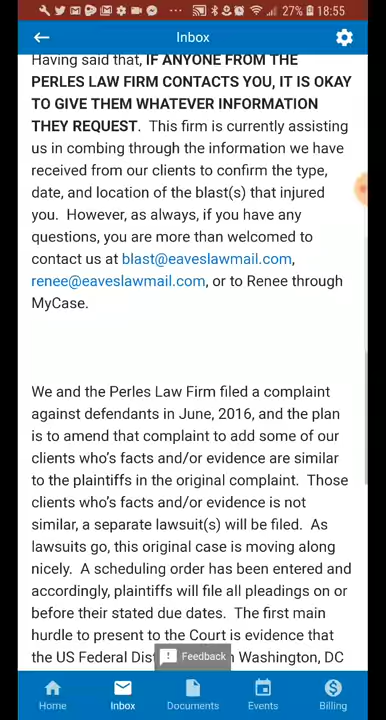 27% 18:55
Inbox
Having said that, IF ANYONE FROM THE
PERLES LAW FIRM CONTACTS YOU, IT IS OKAY
TO GIVE THEM WHATEVER INFORMATION
THEY REQUEST. This firm is currently assisting
us in combing through the information we have
received from our clients to confirm the type,
date, and location of the blast(s) that injured
you. However, as always, if you have any
questions, you are more than welcomed to
contact us at blast@eaveslawmail.com,
renee@eaveslawmail.com, or to Renee through
MyCase.
We and the Perles Law Firm filed a complaint
against defendants in June, 2016, and the plan
is to amend that complaint to add some of our
clients who's facts and/or evidence are similar
to the plaintiffs in the original complaint. Those
clients who's facts and/or evidence is not
similar, a separate lawsuit(s) will be filed. As
lawsuits go, this original case is moving along
nicely. A scheduling order has been entered and
accordingly, plaintiffs will file all pleadings on or
before their stated due dates. The first main
hurdle to present to the Court is evidence that
the US Federal Washington, DC
Feedback
Home Inbox Documents Events Billing